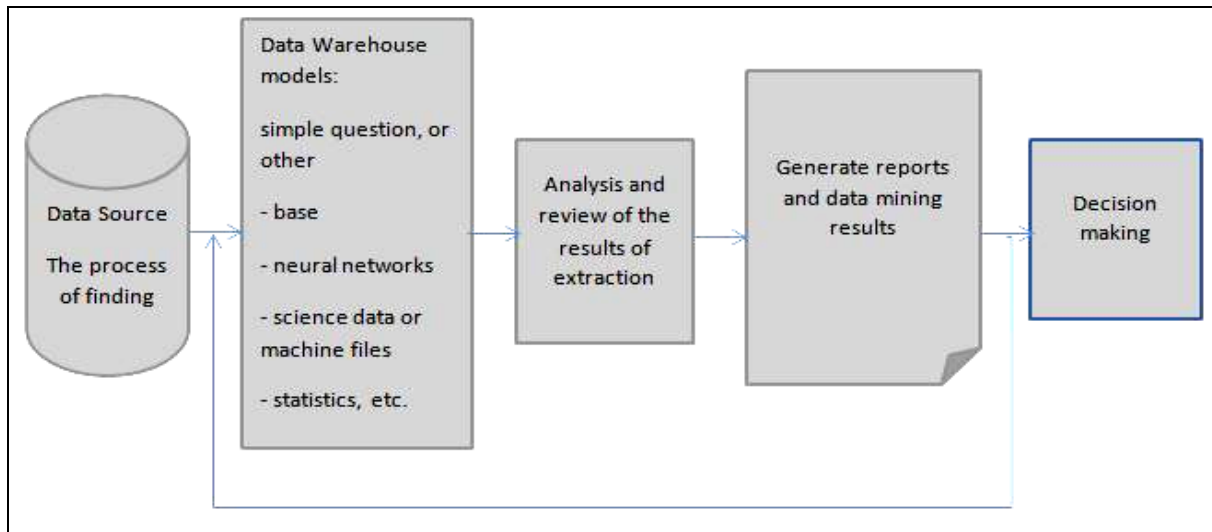 Data Source
The process
of finding
Data Warehouse
models:
simple question, or
other
- base
- neural networks
- science data or
machine files
- statistics, etc.
Analysis and
review of the
results of
extraction
Generate reports
and data mining
results
Decision
making